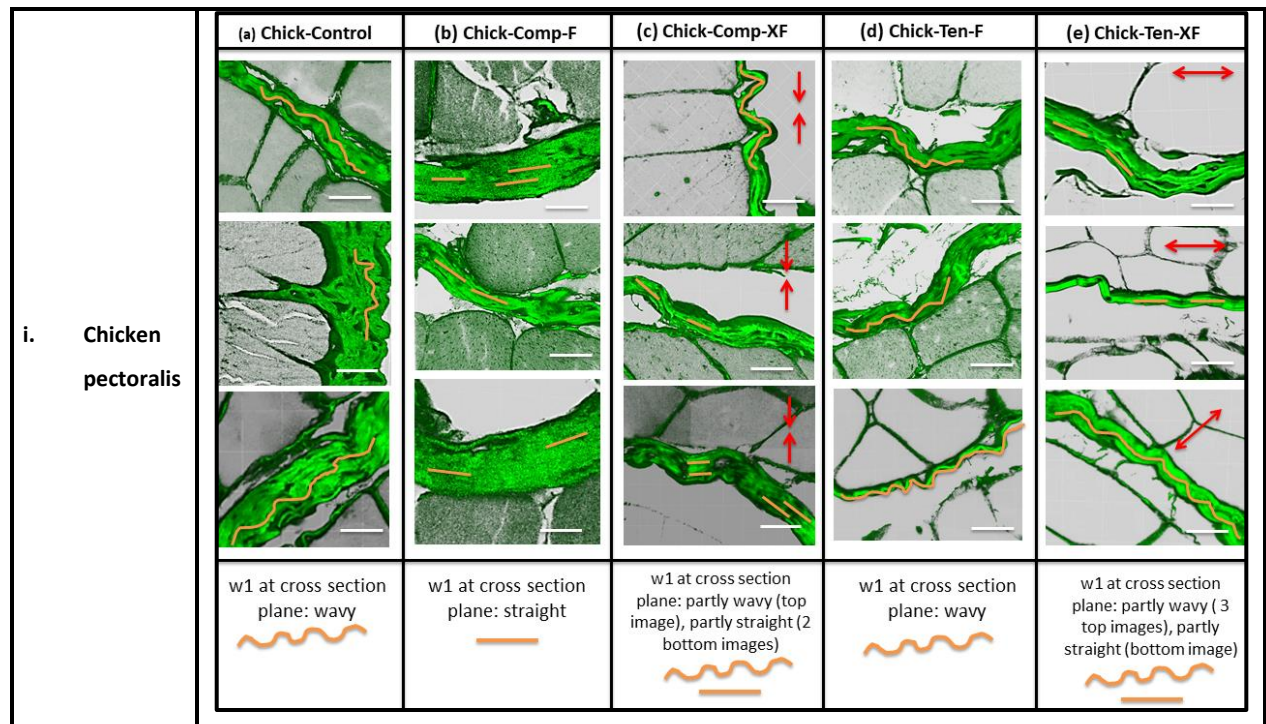 (a) Chick-Control
(b) Chick-Comp-F
(c) Chick-Comp-XF
(d) Chick-Ten-F
(e) Chick-Ten-XF
i. Chicken
pectoralis
w1 at cross section
plane: wavy
w1 at cross section
plane: straight
w1 at cross section
plane: partly wavy (top
image), partly straight (2
bottom images)
w1 at cross section
plane: wavy
w1 at cross section
plane: partly wavy ( 3
top images), partly
straight (bottom image)